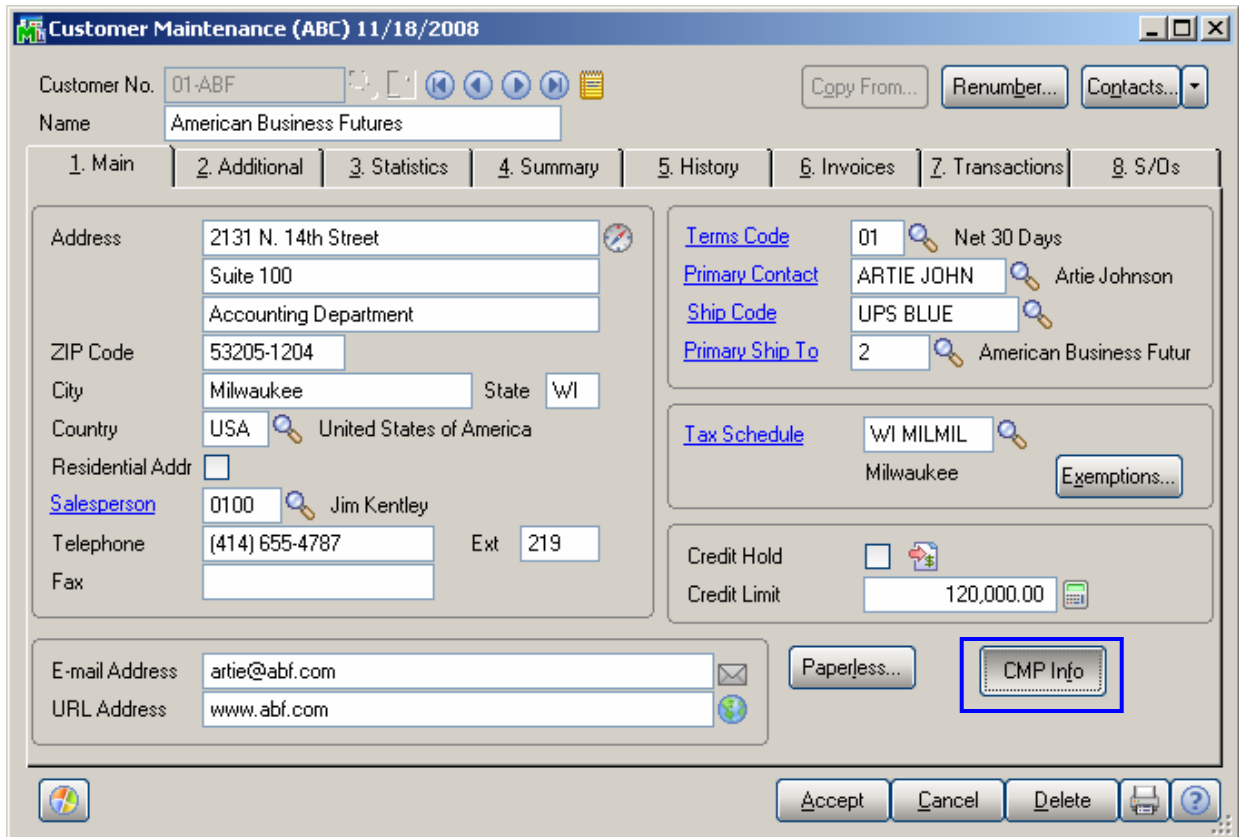 Customer Maintenance (ABC) 11/18/2008
Customer No. 01-ABF Copy From... Renumber... Contacts...
Name American Business Futures
1. Main 2. Additional 3. Statistics 4. Summary 5. History 6. Invoices 7. Transactions 8. S/Os
Address 2131 N. 14th Street
Suite 100
Accounting Department
ZIP Code 53205-1204
City Milwaukee State WI
Country USA United States of America
Residential Addr
Salesperson 0100 Jim Kentley
Telephone (414) 655-4787 Ext 219
Fax
Terms Code 01 Net 30 Days
Primary Contact ARTIE JOHN Artie Johnson
Ship Code UPS BLUE
Primary Ship To 2 American Business Futur
Tax Schedule WI MILMIL
Milwaukee Exemptions...
Credit Hold
Credit Limit 120,000.00
E-mail Address artie@abf.com
URL Address www.abf.com
Paperless... CMP Info
Accept Cancel Delete